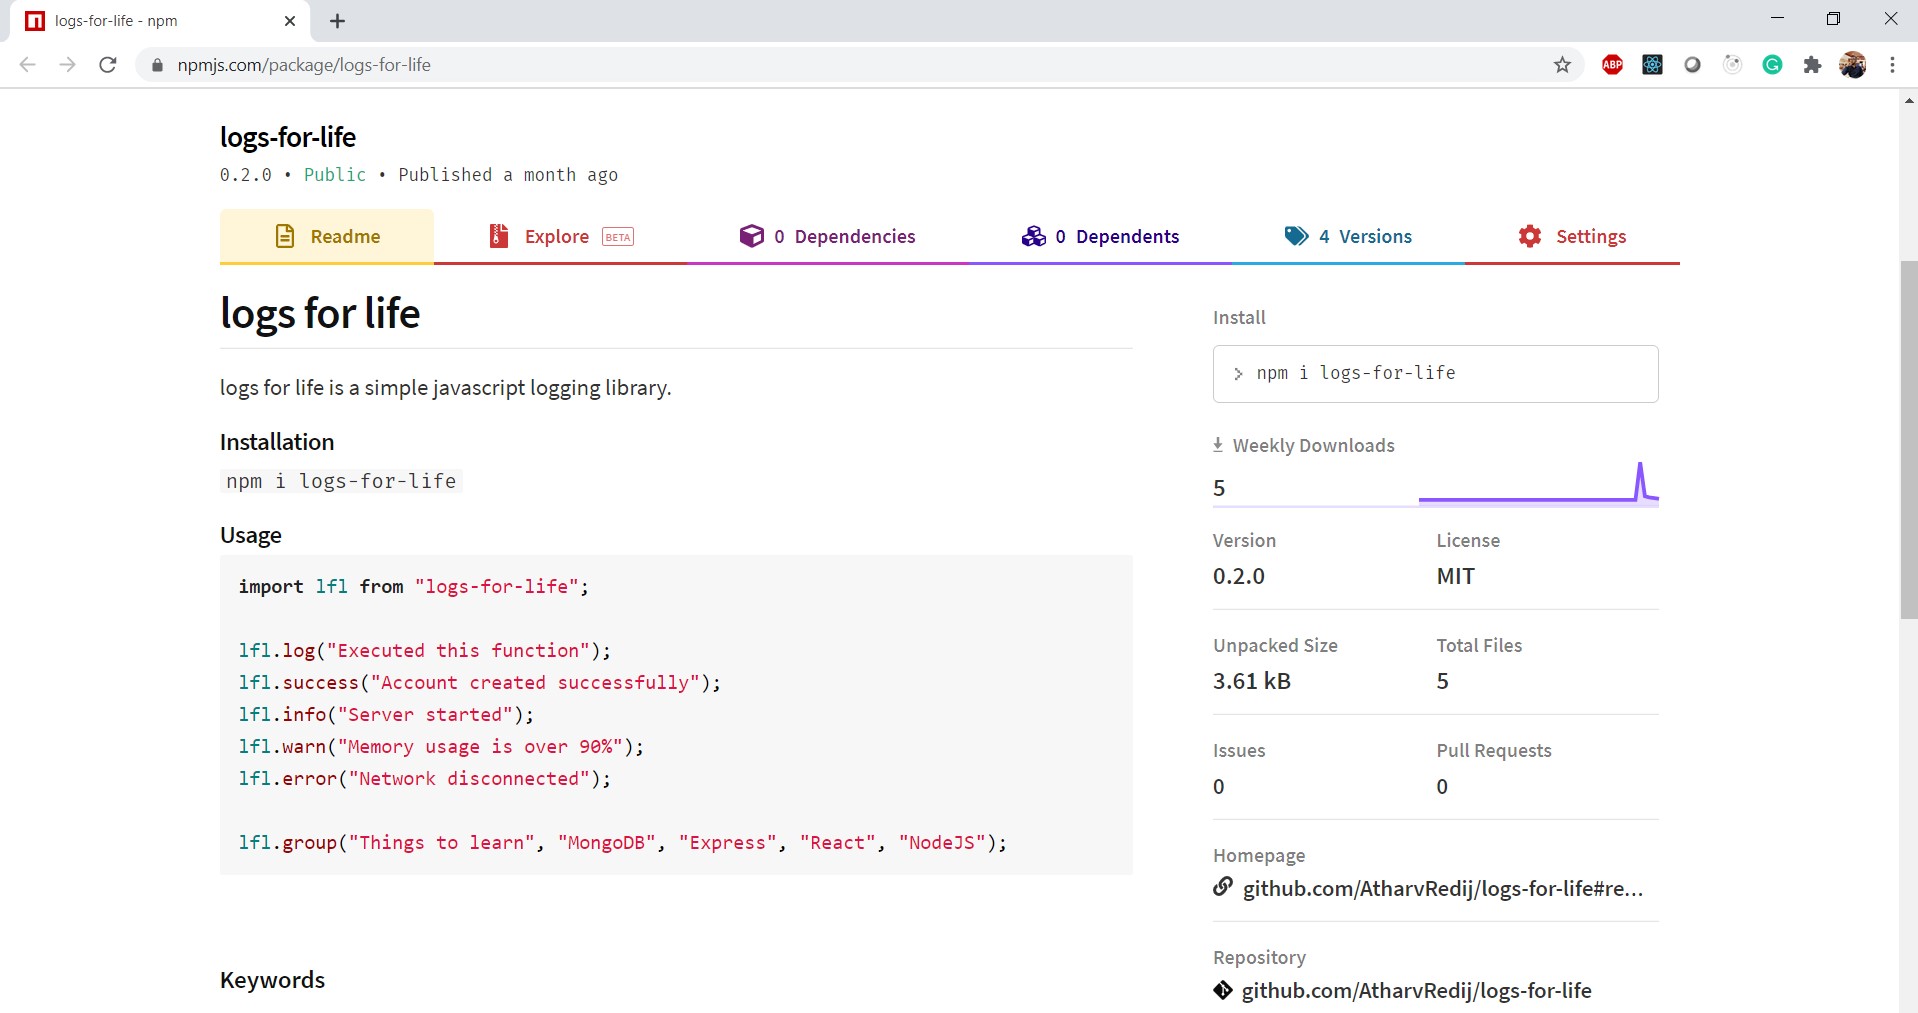 logs-for-life - npm
npmjs.com/package/logs-for-life
ABP
logs-for-life
0.2.0 • Public • Published a month ago
Readme
Explore BETA
0 Dependencies
0 Dependents
4 Versions
Settings
logs for life
logs for life is a simple javascript logging library.
Installation
npm i logs-for-life
Usage
import lfl from "logs-for-life";
lfl.log("Executed this function");
lfl.success("Account created successfully");
lfl.info("Server started");
lfl.warn("Memory usage is over 90%");
lfl.error("Network disconnected");
lfl.group("Things to learn", "MongoDB", "Express", "React", "NodeJS");
Keywords
Install
> npm i logs-for-life
Weekly Downloads
5
Version
0.2.0
License
MIT
Unpacked Size
3.61 kB
Total Files
5
Issues
0
Pull Requests
0
Homepage
github.com/AtharvRedij/logs-for-life#re...
Repository
github.com/AtharvRedij/logs-for-life